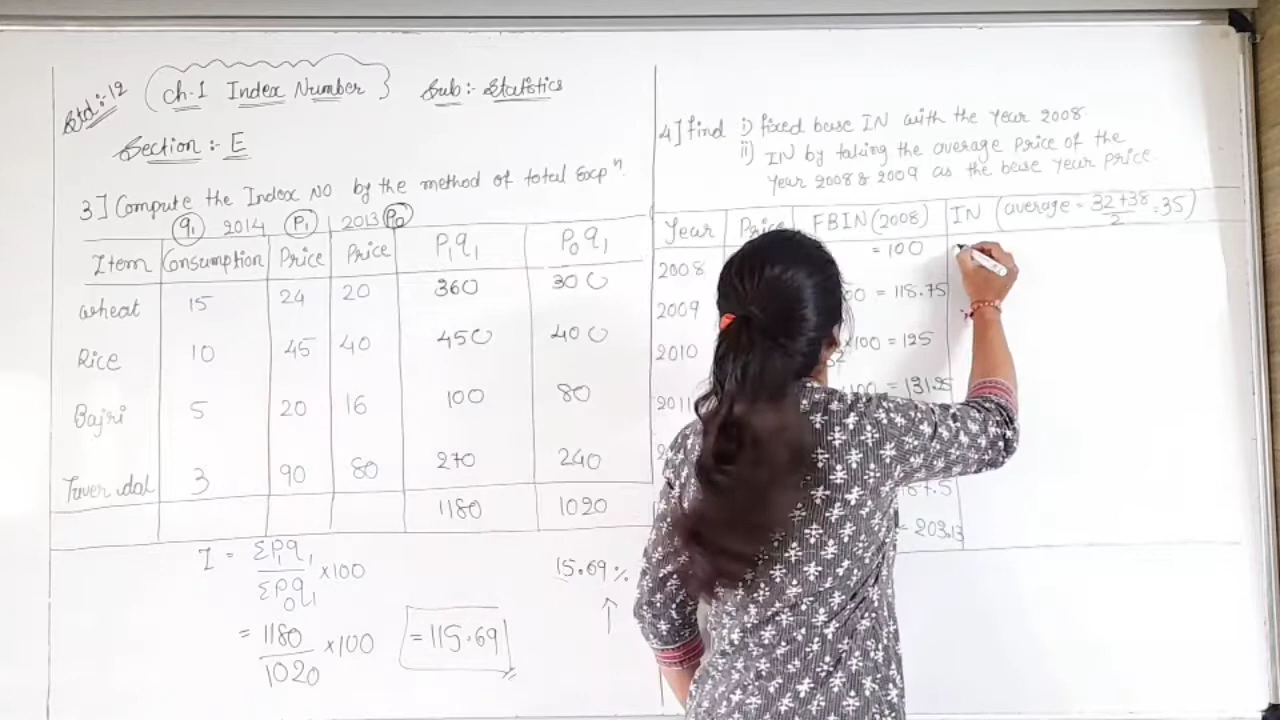 Std:-12
Ch.1 Index Number
Sub:- Statistics
Section:- E
3] Compute the Index No by the method of total Expⁿ.
q₁ 2014 P₁ 2013 P₀
Item Consumption Price Price P₁q₁ P₀q₁
Wheat 15 24 20 360 300
Rice 10 45 40 450 400
Bajri 5 20 16 100 80
Tuver dal 3 90 80 270 240
1180 1020
I = ΣP₁q₁ / ΣP₀q₁ ×100
= 1180 / 1020 ×100
= 115.69
15.69 %
↑
4] find i) fixed base IN with the year 2008.
ii) IN by taking the average price of the
year 2008 & 2009 as the base year price.
Year Price FBIN (2008) IN (average = 32+38 / 2 = 35)
2008 = 100
2009 = 118.75
2010 ×100 = 125
2011 ×100 = 131.25
= 203.13